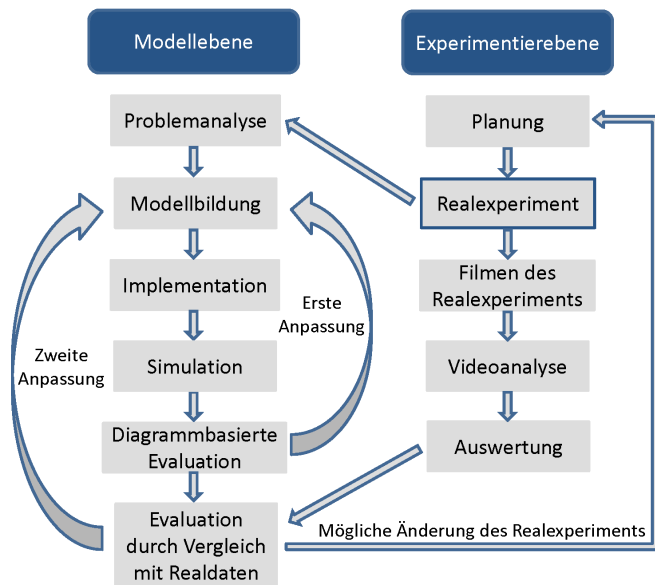 Modellebene
Experimentierebene
Problemanalyse
Planung
Modellbildung
Realexperiment
Implementation
Filmen des
Realexperiments
Erste
Anpassung
Zweite
Anpassung
Simulation
Videoanalyse
Diagrammbasierte
Evaluation
Auswertung
Evaluation
durch Vergleich
mit Realdaten
Mögliche Änderung des Realexperiments